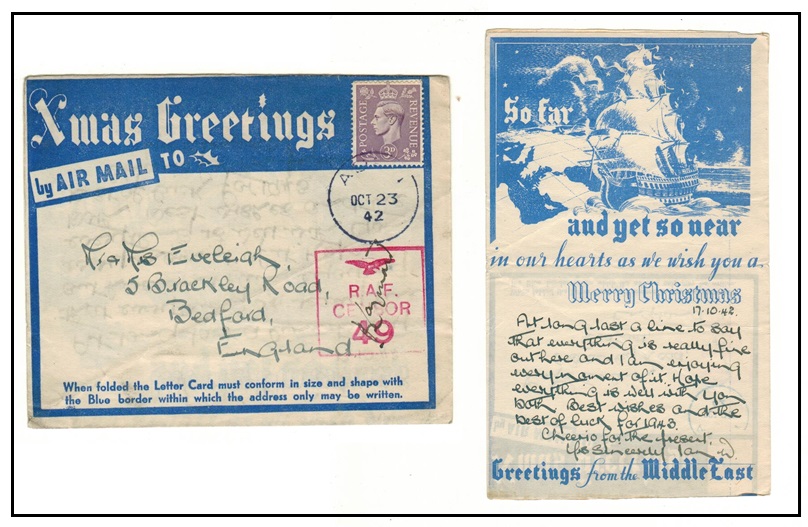 Xmas Greetings
by AIR MAIL TO
POSTAGE REVENUE
3D
A
OCT 23
42
Mr & Mrs Eveleigh,
5 Brackley Road,
Bedford,
England
R.A.F.
CENSOR
49
When folded the Letter Card must conform in size and shape with
the Blue border within which the address only may be written.
So far
and yet so near
in our hearts as we wish you a
Merry Christmas
17.10.42.
At long last a line to say
that everything is really fine
out here and I am enjoying
every moment of it. Hope
everything is well with you
both. Best wishes and the
best of luck for 1943.
Cheerio for the present.
Yrs Sincerely Ian
Greetings from the Middle East